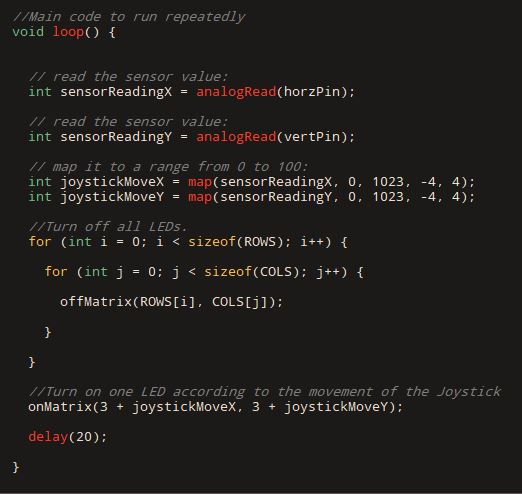 //Main code to run repeatedly
void loop() {
// read the sensor value:
int sensorReadingX = analogRead(horzPin);
// read the sensor value:
int sensorReadingY = analogRead(vertPin);
// map it to a range from 0 to 100:
int joystickMoveX = map(sensorReadingX, 0, 1023, -4, 4);
int joystickMoveY = map(sensorReadingY, 0, 1023, -4, 4);
//Turn off all LEDs.
for (int i = 0; i < sizeof(ROWS); i++) {
for (int j = 0; j < sizeof(COLS); j++) {
offMatrix(ROWS[i], COLS[j]);
}
}
//Turn on one LED according to the movement of the Joystick
onMatrix(3 + joystickMoveX, 3 + joystickMoveY);
delay(20);
}